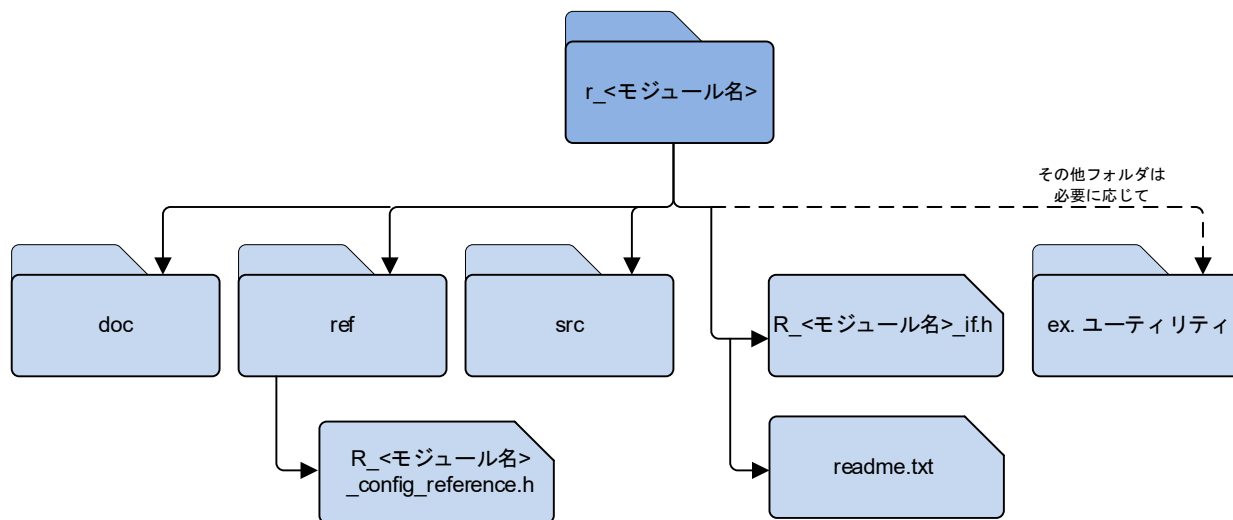 r_<モジュール名>
その他フォルダは
必要に応じて
doc
ref
src
R_<モジュール名>_if.h
ex. ユーティリティ
R_<モジュール名>
_config_reference.h
readme.txt